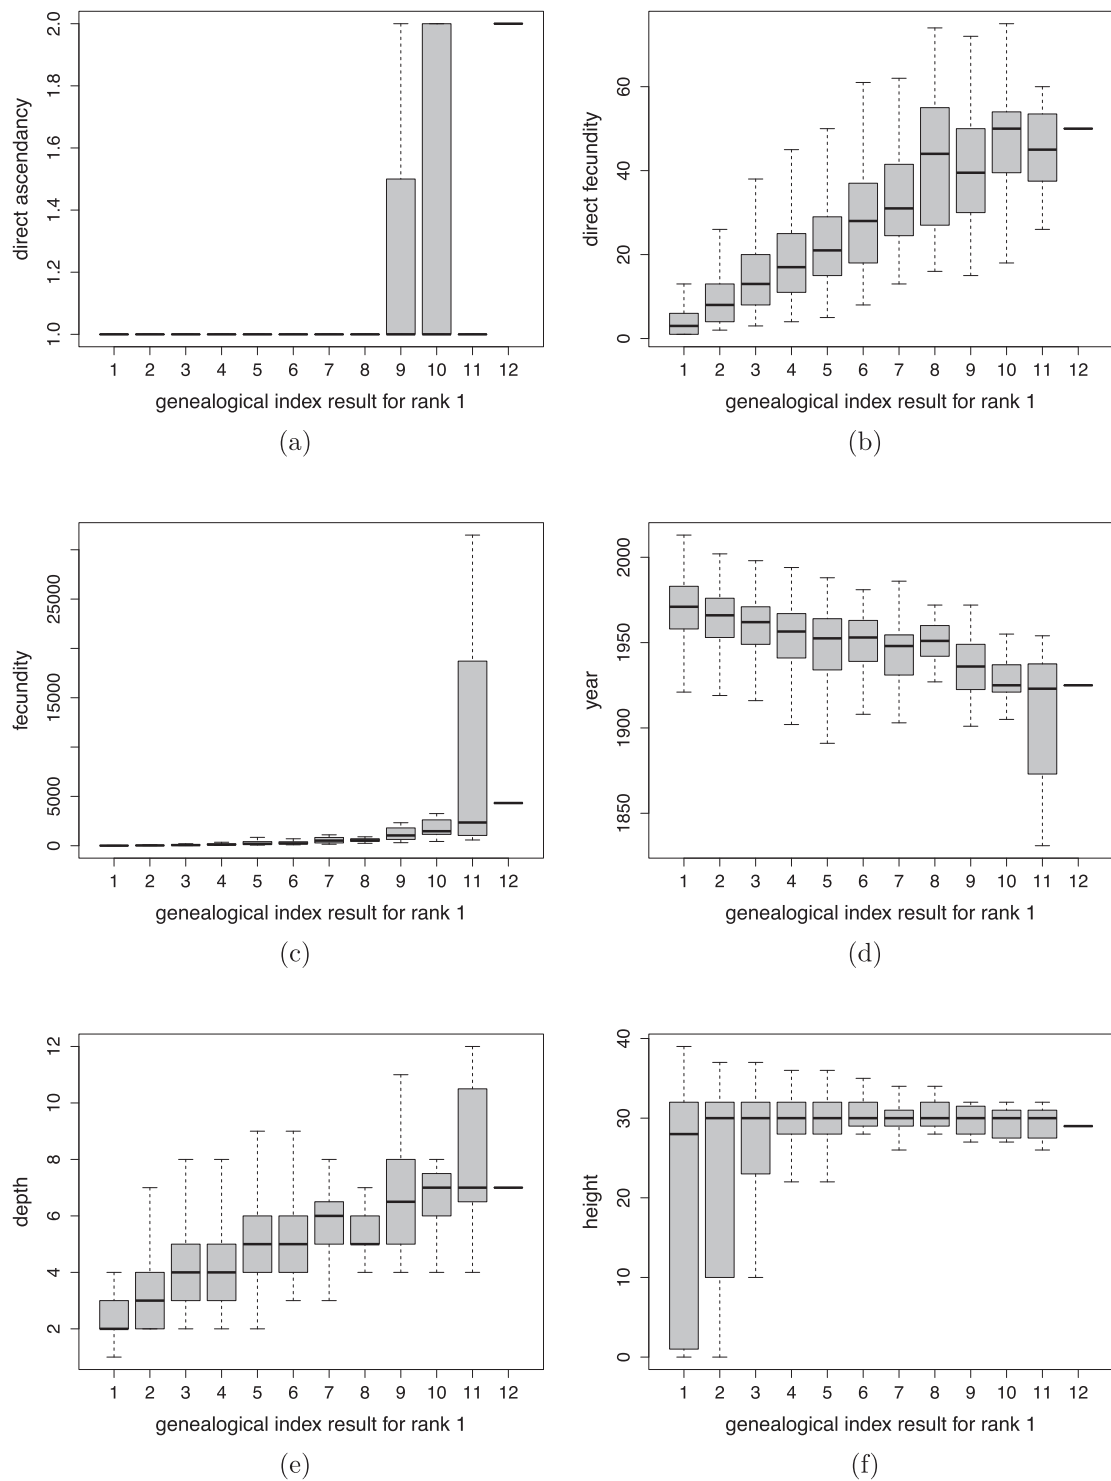 direct ascendancy
2.0
1.8
1.6
1.4
1.2
1.0
1 2 3 4 5 6 7 8 9 10 11 12
genealogical index result for rank 1
(a)
direct fecundity
60
40
20
0
1 2 3 4 5 6 7 8 9 10 11 12
genealogical index result for rank 1
(b)
fecundity
25000
15000
5000
0
1 2 3 4 5 6 7 8 9 10 11 12
genealogical index result for rank 1
(c)
year
2000
1950
1900
1850
1 2 3 4 5 6 7 8 9 10 11 12
genealogical index result for rank 1
(d)
depth
12
10
8
6
4
2
1 2 3 4 5 6 7 8 9 10 11 12
genealogical index result for rank 1
(e)
height
40
30
20
10
0
1 2 3 4 5 6 7 8 9 10 11 12
genealogical index result for rank 1
(f)